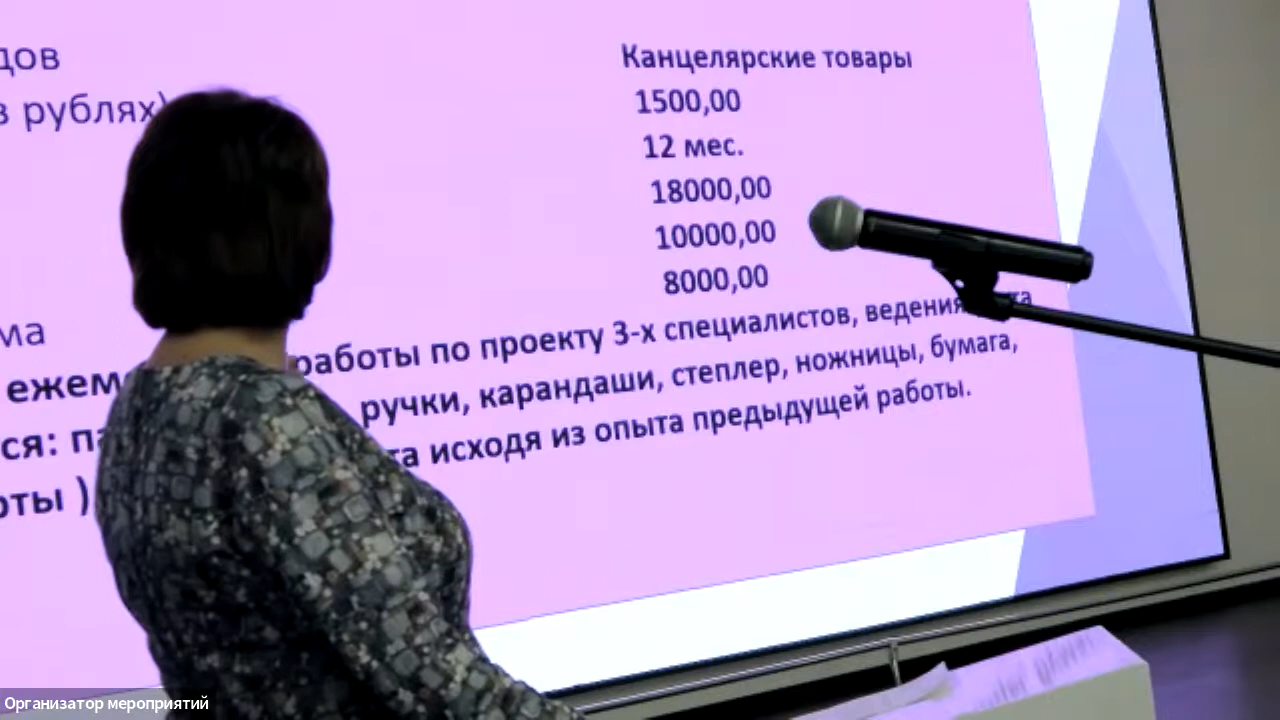 дов
Канцелярские товары
в рублях)
1500,00
12 мес.
18000,00
10000,00
8000,00
ма
ежем работы по проекту 3-х специалистов, ведения
ся: па ручки, карандаши, степлер, ножницы, бумага,
та исходя из опыта предыдущей работы.
рты )
Организатор мероприятий